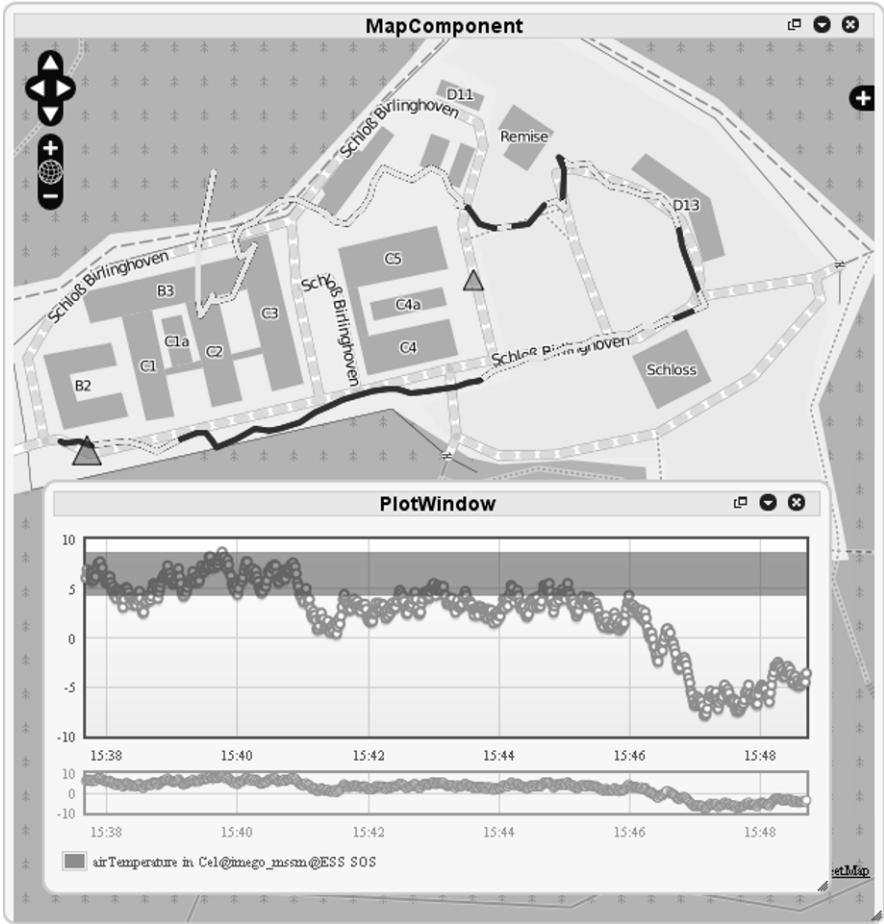 MapComponent
D11
Schloß Birlinghoven
Remise
D13
Schloß Birlinghoven
C5
B3
Schloß Birlinghoven
C3
C4a
C1a
C4
C2
C1
Schloß Birlinghoven
Schloss
B2
PlotWindow
10
5
0
-5
-10
15:38 15:40 15:42 15:44 15:46 15:48
10
0
-10
15:38 15:40 15:42 15:44 15:46 15:48
airTemperature in Cel@imego_mssm@ESS SOS